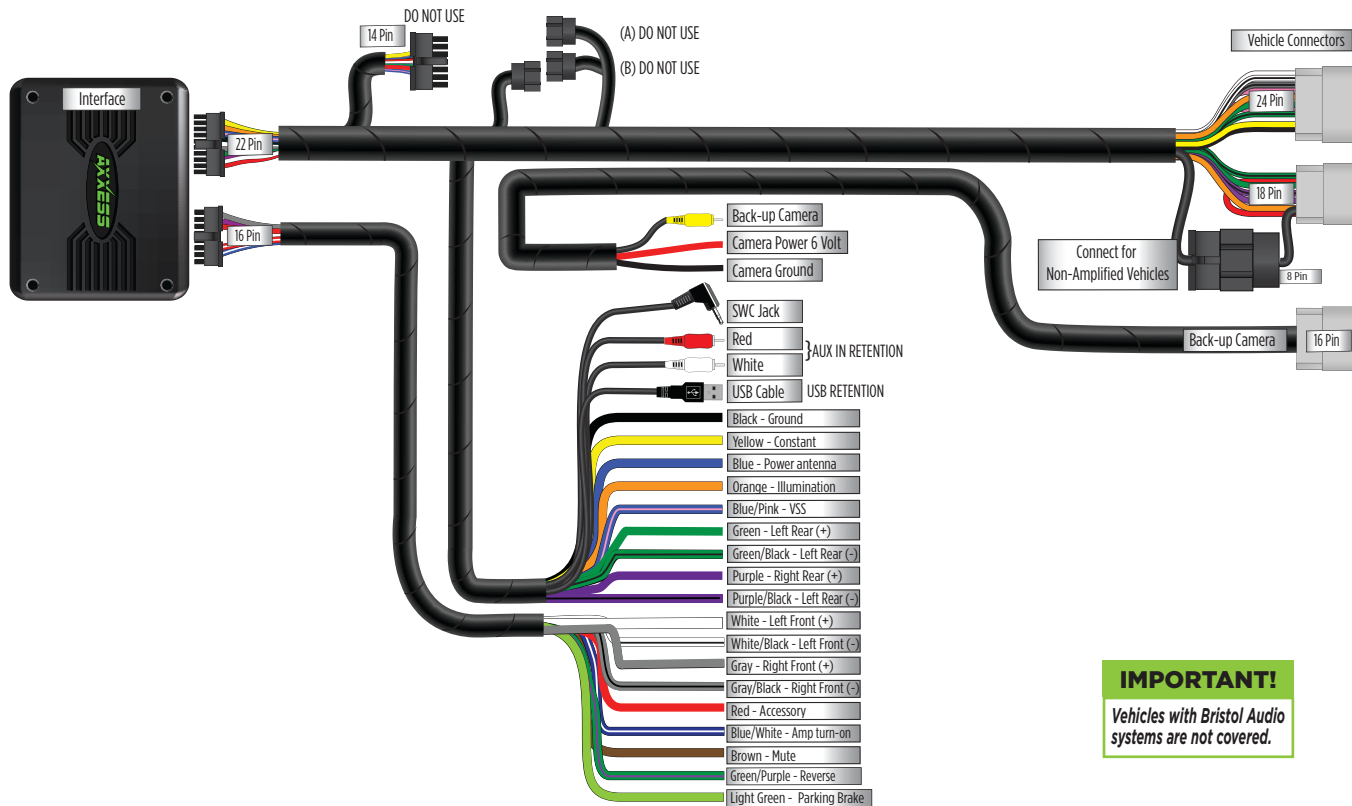 DO NOT USE
14 Pin
(A) DO NOT USE
(B) DO NOT USE
Vehicle Connectors
Interface
AXXESS
22 Pin
24 Pin
18 Pin
16 Pin
Back-up Camera
Camera Power 6 Volt
Camera Ground
Connect for
Non-Amplified Vehicles
8 Pin
SWC Jack
Red
White
}AUX IN RETENTION
Back-up Camera
16 Pin
USB Cable
USB RETENTION
Black - Ground
Yellow - Constant
Blue - Power antenna
Orange - Illumination
Blue/Pink - VSS
Green - Left Rear (+)
Green/Black - Left Rear (-)
Purple - Right Rear (+)
Purple/Black - Left Rear (-)
White - Left Front (+)
White/Black - Left Front (-)
Gray - Right Front (+)
Gray/Black - Right Front (-)
Red - Accessory
Blue/White - Amp turn-on
Brown - Mute
Green/Purple - Reverse
Light Green - Parking Brake
IMPORTANT!
Vehicles with Bristol Audio
systems are not covered.